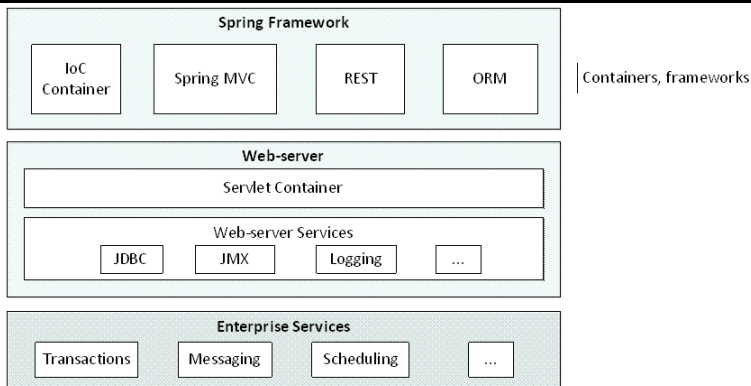 Spring Framework
IoC
Container
Spring MVC
REST
ORM
Containers, frameworks
Web-server
Servlet Container
Web-server Services
JDBC
JMX
Logging
...
Enterprise Services
Transactions
Messaging
Scheduling
...